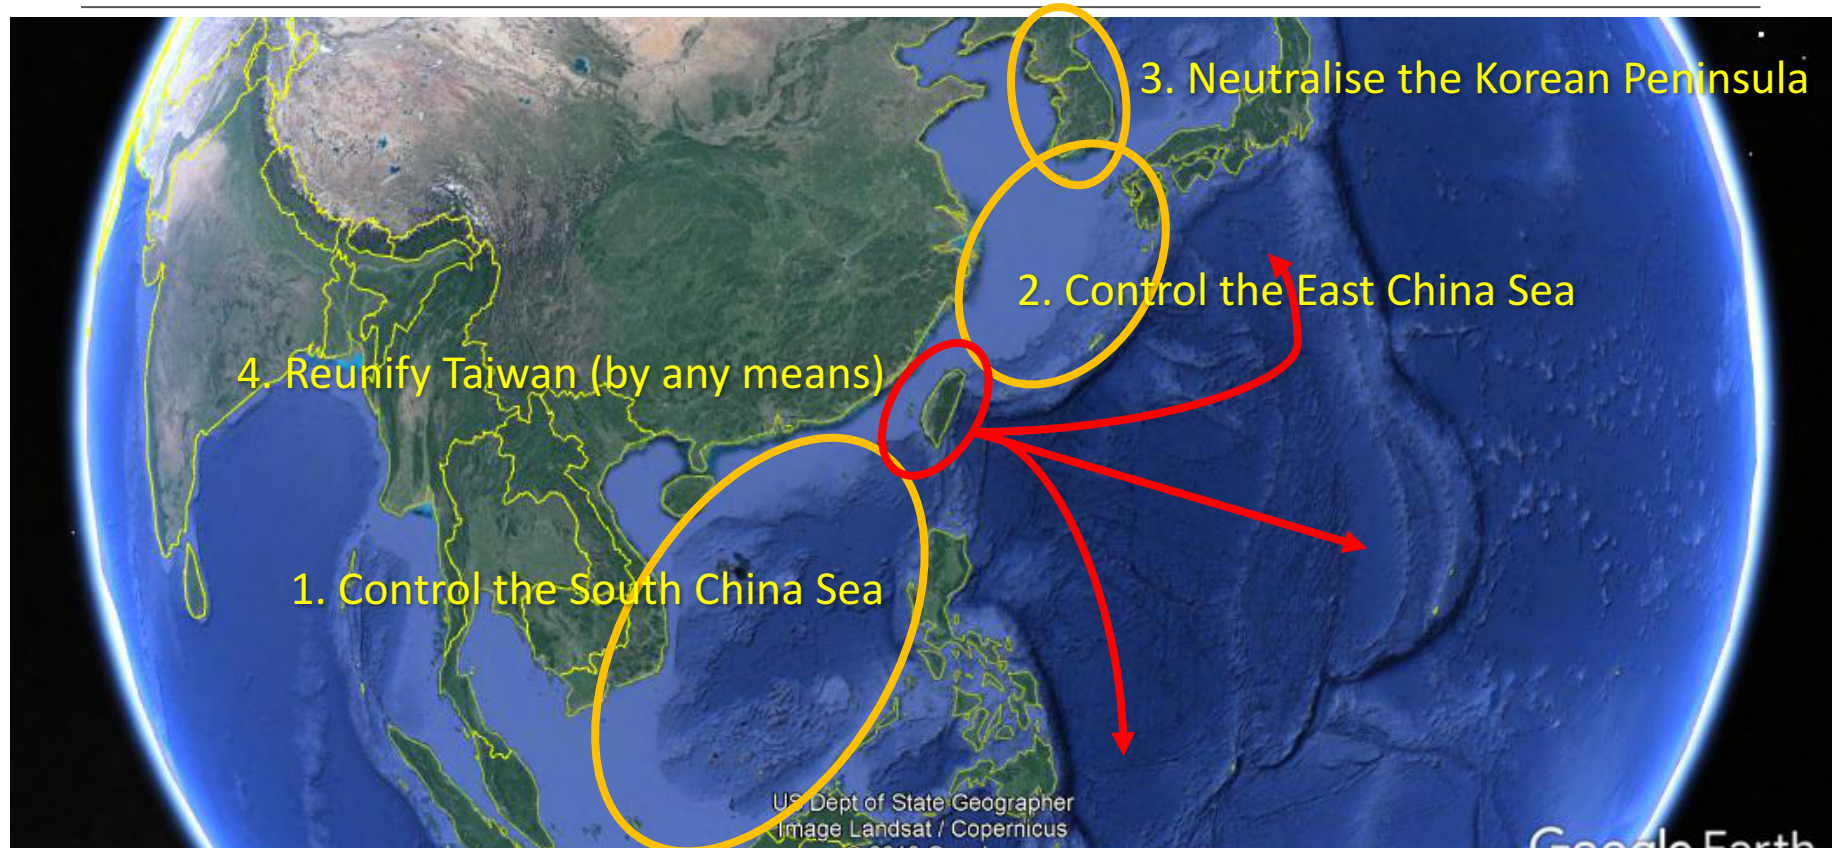 3. Neutralise the Korean Peninsula
2. Control the East China Sea
4. Reunify Taiwan (by any means)
1. Control the South China Sea
US Dept of State Geographer
Image Landsat / Copernicus
Google Earth